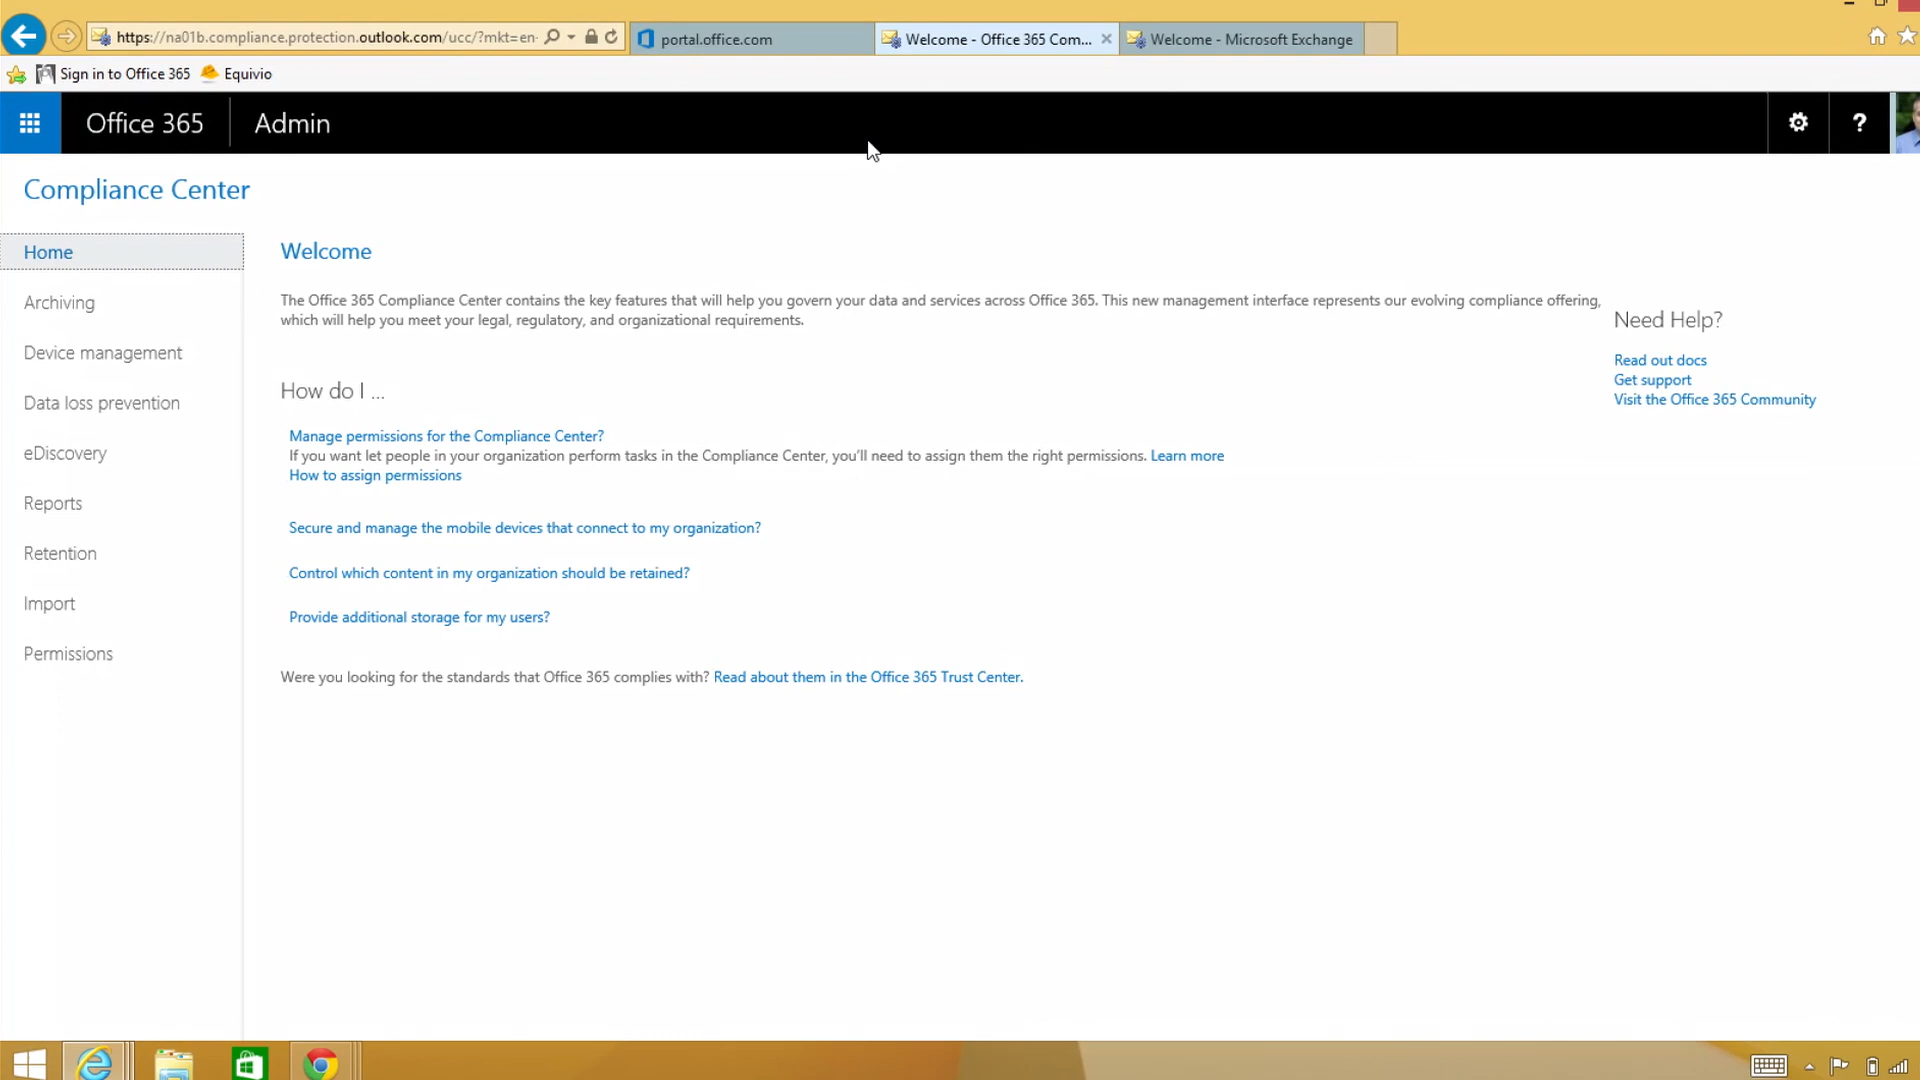 https://na01b.compliance.protection.outlook.com/ucc/?mkt=en-
portal.office.com
Welcome - Office 365 Com...
Welcome - Microsoft Exchange
Sign in to Office 365
Equivio
Office 365
Admin
?
Compliance Center
Home
Archiving
Device management
Data loss prevention
eDiscovery
Reports
Retention
Import
Permissions
Welcome
The Office 365 Compliance Center contains the key features that will help you govern your data and services across Office 365. This new management interface represents our evolving compliance offering,
which will help you meet your legal, regulatory, and organizational requirements.
How do I ...
Manage permissions for the Compliance Center?
If you want let people in your organization perform tasks in the Compliance Center, you'll need to assign them the right permissions. Learn more
How to assign permissions
Secure and manage the mobile devices that connect to my organization?
Control which content in my organization should be retained?
Provide additional storage for my users?
Were you looking for the standards that Office 365 complies with? Read about them in the Office 365 Trust Center.
Need Help?
Read out docs
Get support
Visit the Office 365 Community